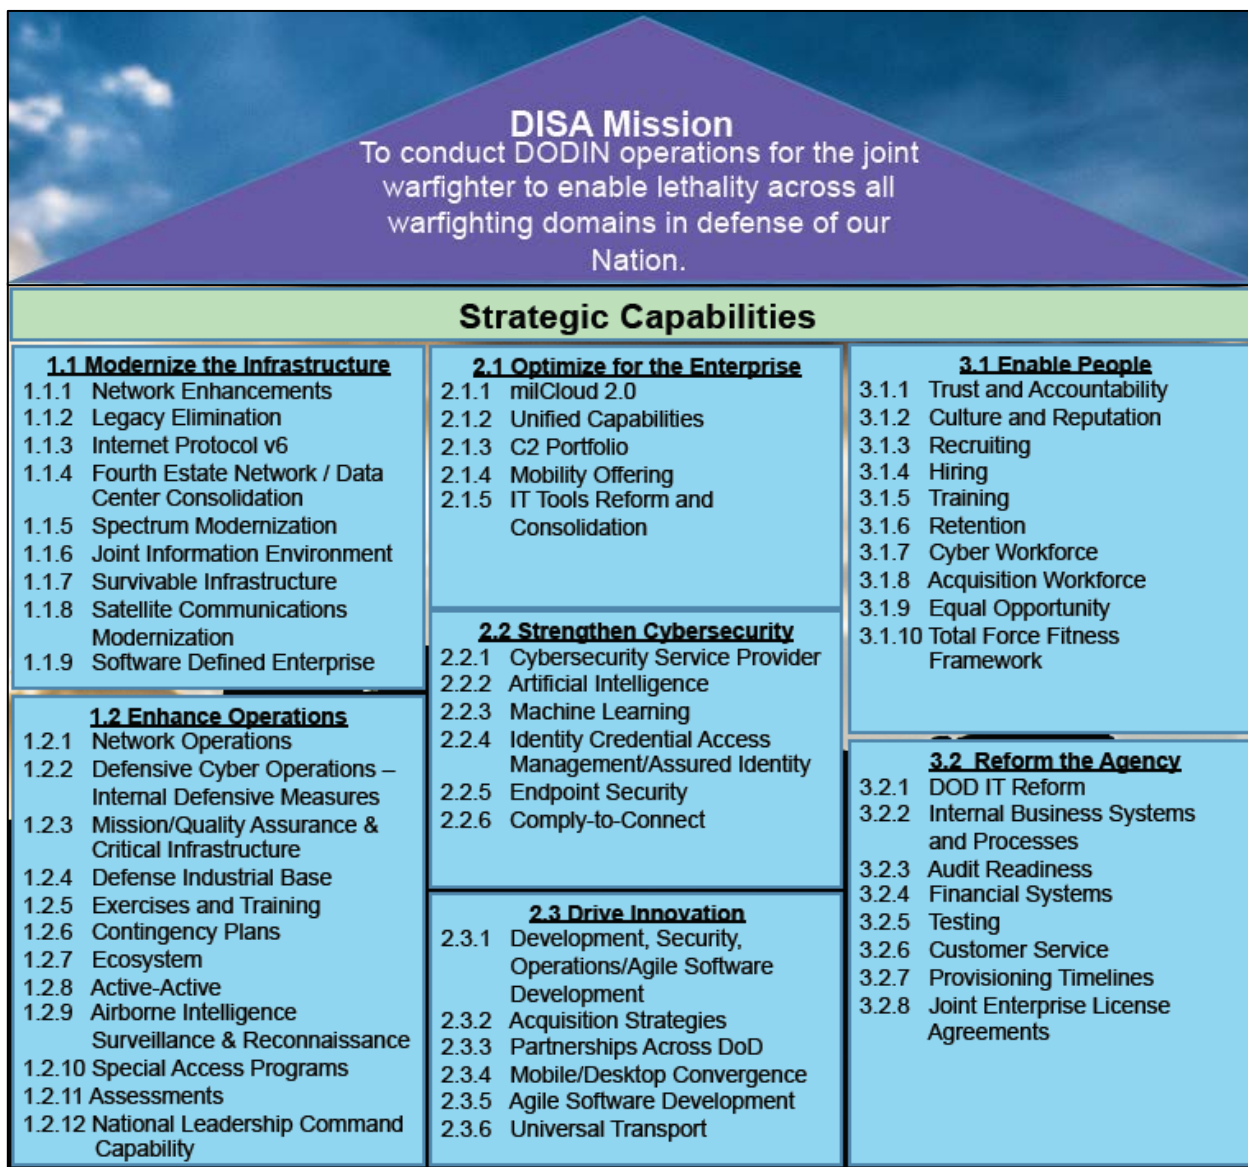 DISA Mission
To conduct DODIN operations for the joint
warfighter to enable lethality across all
warfighting domains in defense of our
Nation.
Strategic Capabilities
1.1 Modernize the Infrastructure
1.1.1 Network Enhancements
1.1.2 Legacy Elimination
1.1.3 Internet Protocol v6
1.1.4 Fourth Estate Network / Data
Center Consolidation
1.1.5 Spectrum Modernization
1.1.6 Joint Information Environment
1.1.7 Survivable Infrastructure
1.1.8 Satellite Communications
Modernization
1.1.9 Software Defined Enterprise
1.2 Enhance Operations
1.2.1 Network Operations
1.2.2 Defensive Cyber Operations –
Internal Defensive Measures
1.2.3 Mission/Quality Assurance &
Critical Infrastructure
1.2.4 Defense Industrial Base
1.2.5 Exercises and Training
1.2.6 Contingency Plans
1.2.7 Ecosystem
1.2.8 Active-Active
1.2.9 Airborne Intelligence
Surveillance & Reconnaissance
1.2.10 Special Access Programs
1.2.11 Assessments
1.2.12 National Leadership Command
Capability
2.1 Optimize for the Enterprise
2.1.1 milCloud 2.0
2.1.2 Unified Capabilities
2.1.3 C2 Portfolio
2.1.4 Mobility Offering
2.1.5 IT Tools Reform and
Consolidation
2.2 Strengthen Cybersecurity
2.2.1 Cybersecurity Service Provider
2.2.2 Artificial Intelligence
2.2.3 Machine Learning
2.2.4 Identity Credential Access
Management/Assured Identity
2.2.5 Endpoint Security
2.2.6 Comply-to-Connect
2.3 Drive Innovation
2.3.1 Development, Security,
Operations/Agile Software
Development
2.3.2 Acquisition Strategies
2.3.3 Partnerships Across DoD
2.3.4 Mobile/Desktop Convergence
2.3.5 Agile Software Development
2.3.6 Universal Transport
3.1 Enable People
3.1.1 Trust and Accountability
3.1.2 Culture and Reputation
3.1.3 Recruiting
3.1.4 Hiring
3.1.5 Training
3.1.6 Retention
3.1.7 Cyber Workforce
3.1.8 Acquisition Workforce
3.1.9 Equal Opportunity
3.1.10 Total Force Fitness
Framework
3.2 Reform the Agency
3.2.1 DOD IT Reform
3.2.2 Internal Business Systems
and Processes
3.2.3 Audit Readiness
3.2.4 Financial Systems
3.2.5 Testing
3.2.6 Customer Service
3.2.7 Provisioning Timelines
3.2.8 Joint Enterprise License
Agreements